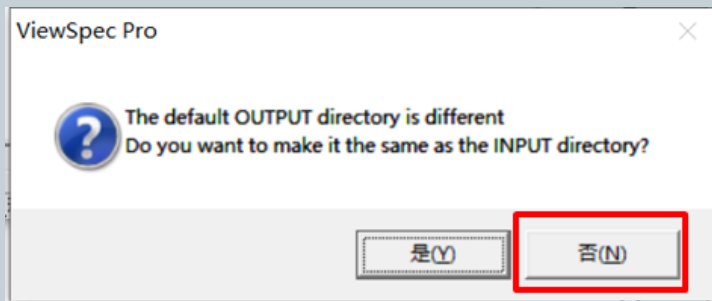 ViewSpec Pro
The default OUTPUT directory is different
Do you want to make it the same as the INPUT directory?
是(Y)
否(N)